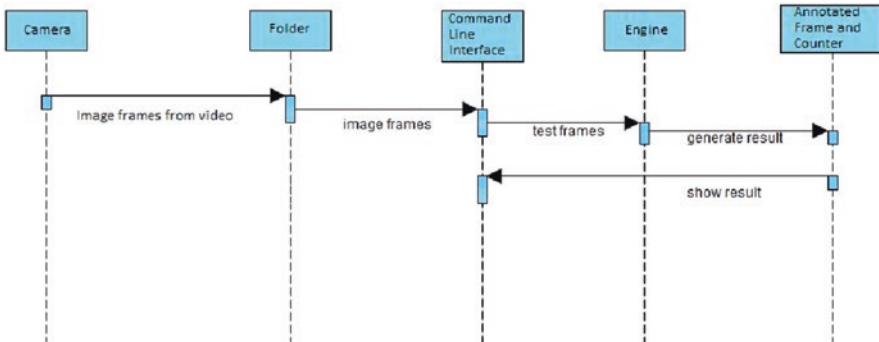 Camera
Folder
Command
Line
Interface
Engine
Annotated
Frame and
Counter
Image frames from video
image frames
test frames
generate result
show result